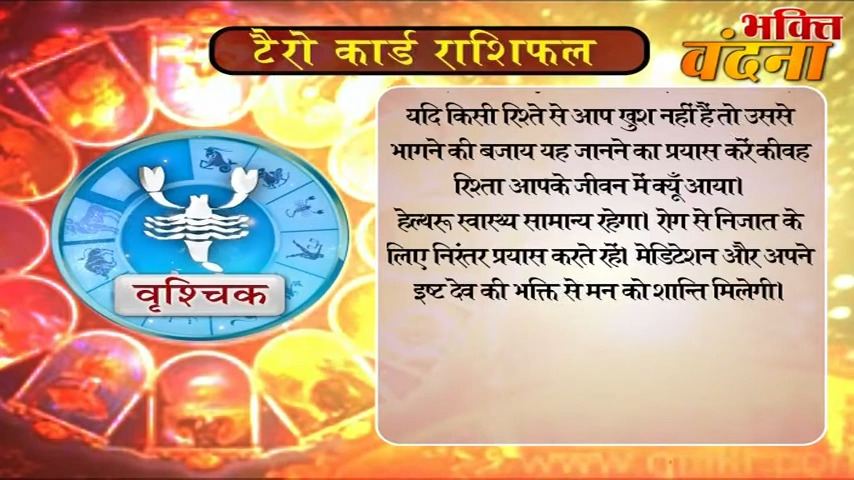 टैरो कार्ड राशिफल
भक्ति
वंदना
यदि किसी रिश्ते से आप खुश नहीं हैं तो उससे
भागने की बजाय यह जानने का प्रयास करें कीवह
रिश्ता आपके जीवन में क्यूँ आया।
हेल्थरू स्वास्थ्य सामान्य रहेगा। रोग से निजात के
लिए निरंतर प्रयास करते रहें। मेडिटेशन और अपने
इष्ट देव की भक्ति से मन को शान्ति मिलेगी।
वृश्चिक